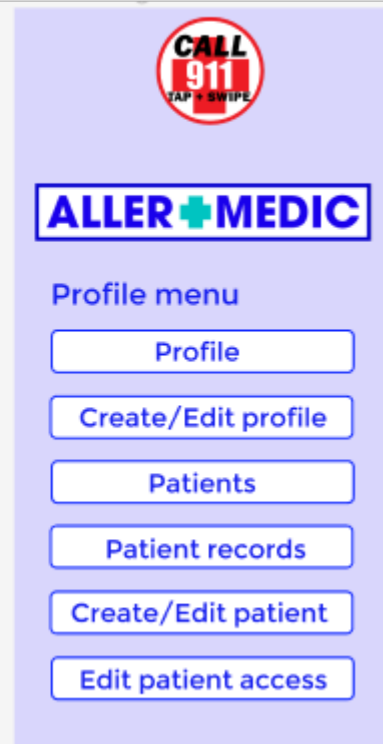 CALL
911
TAP + SWIPE
ALLER MEDIC
Profile menu
Profile
Create/Edit profile
Patients
Patient records
Create/Edit patient
Edit patient access